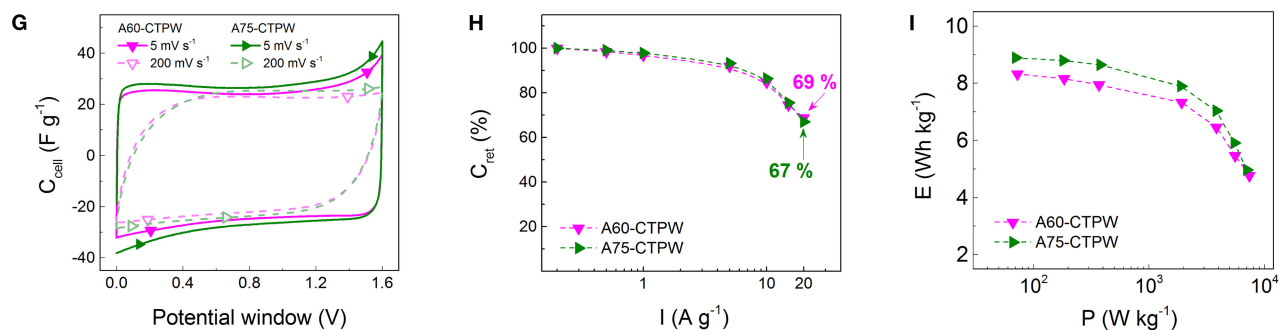 G
A60-CTPW A75-CTPW
5 mV s⁻¹ 5 mV s⁻¹
200 mV s⁻¹ 200 mV s⁻¹
C_cell (F g⁻¹)
40
20
0
-20
-40
0.0 0.4 0.8 1.2 1.6
Potential window (V)
H
C_ret (%)
100
80
60
40
20
0
69 %
67 %
A60-CTPW
A75-CTPW
1 10 20
I (A g⁻¹)
I
E (Wh kg⁻¹)
10
8
6
4
2
A60-CTPW
A75-CTPW
10² 10³ 10⁴
P (W kg⁻¹)